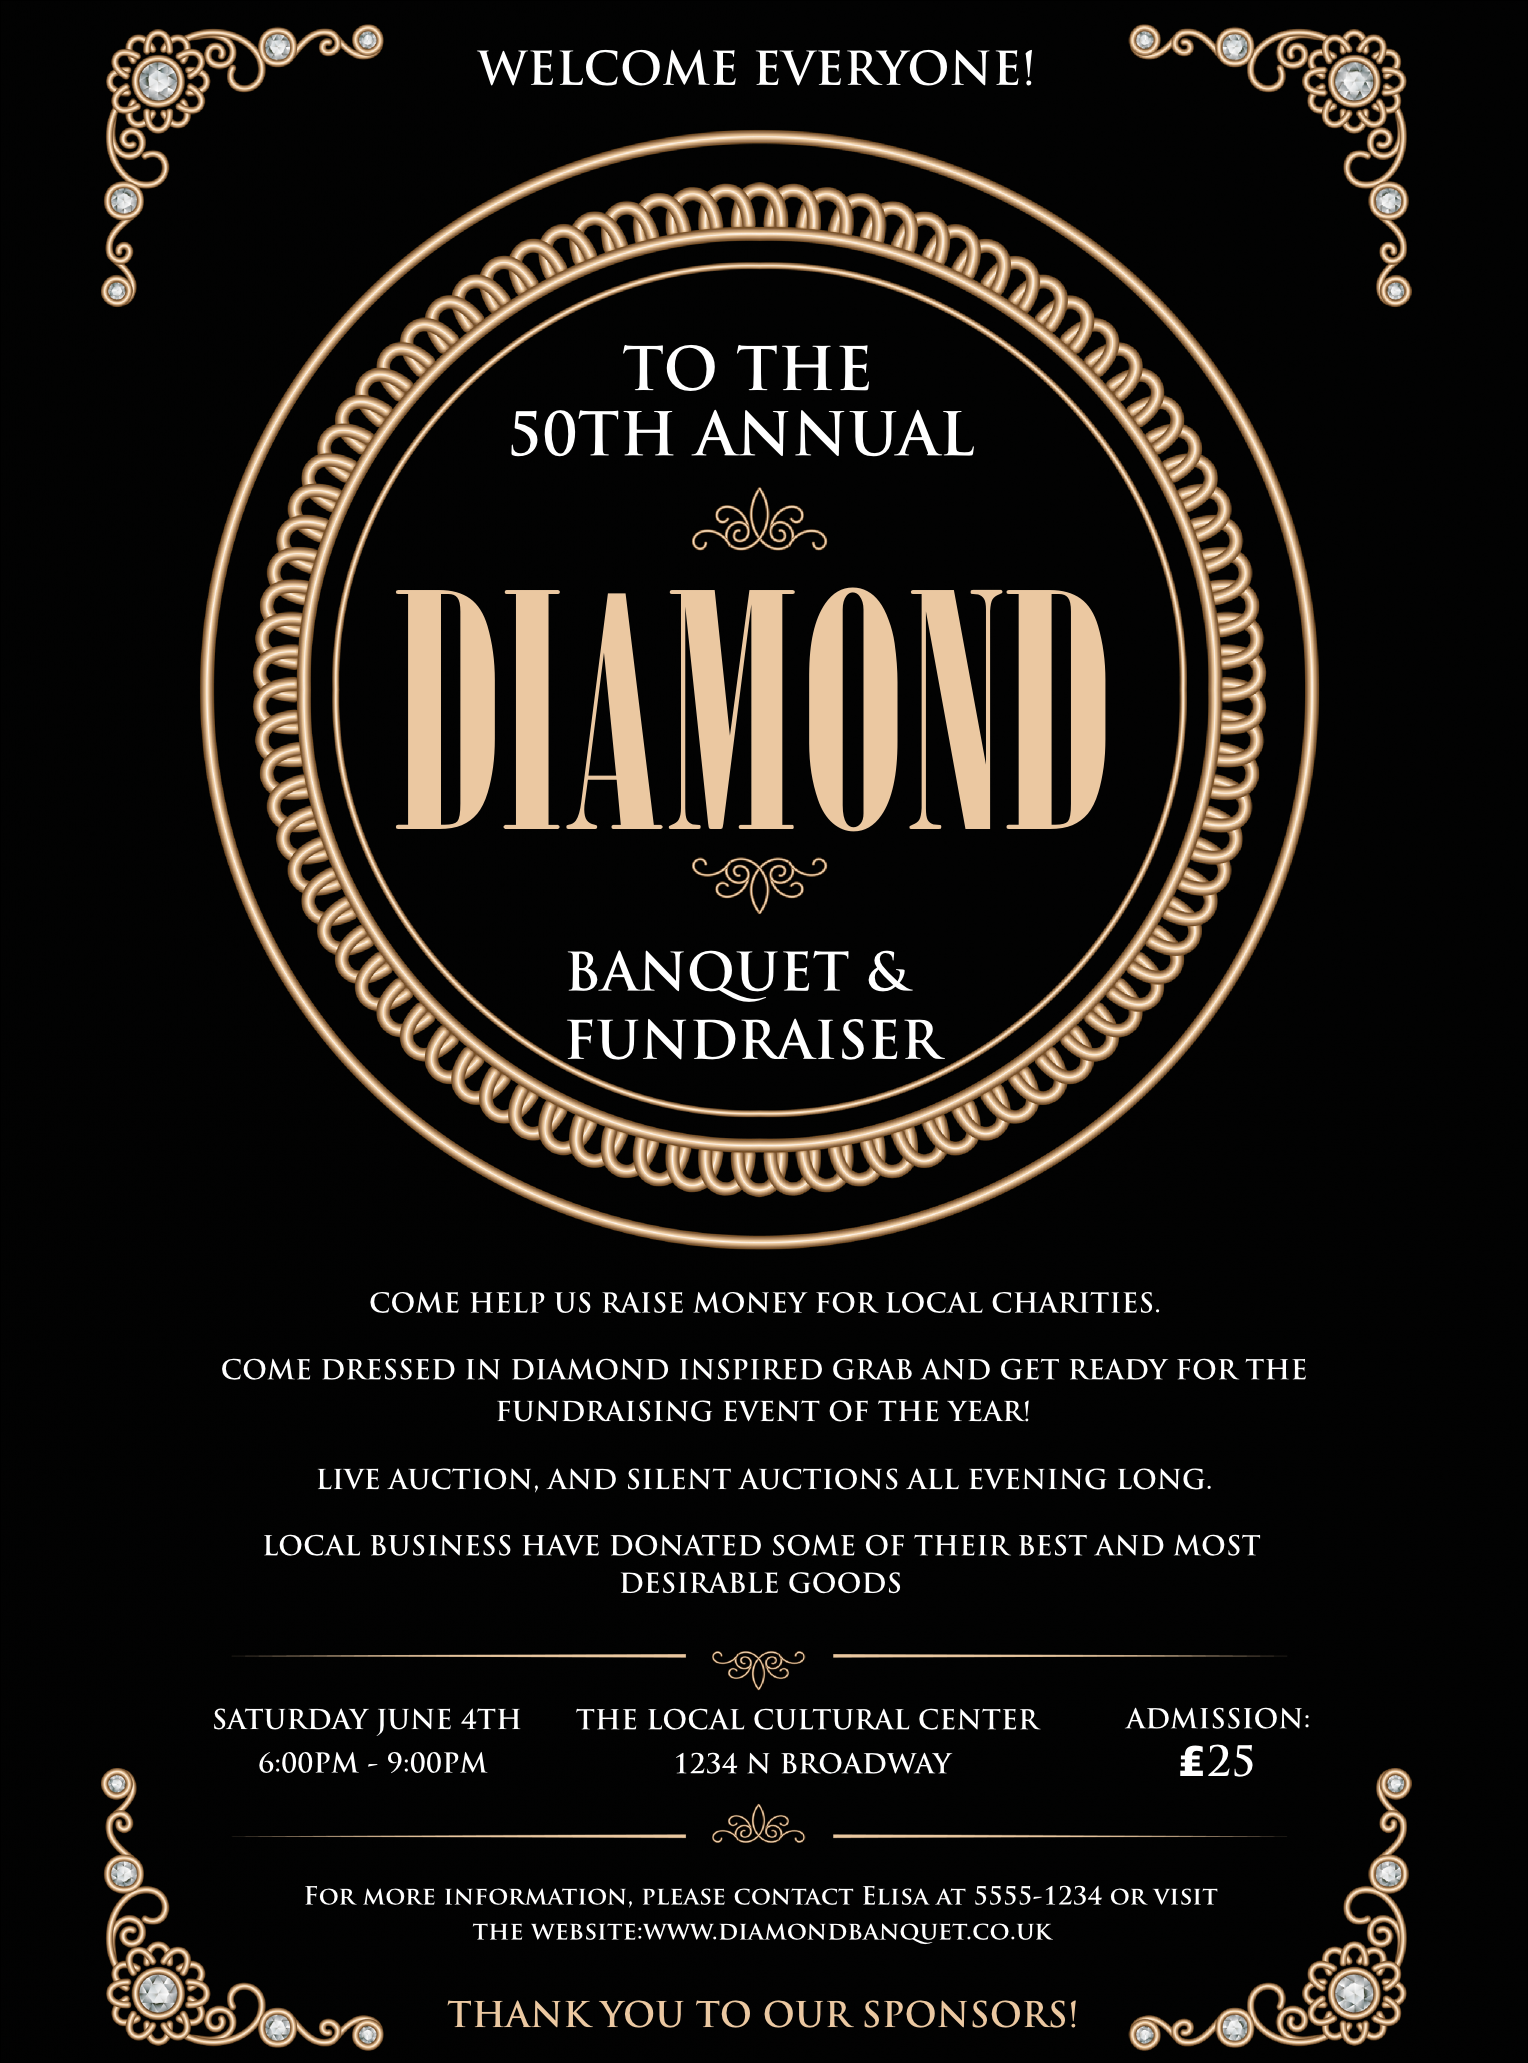 WELCOME EVERYONE!
TO THE
50TH ANNUAL
DIAMOND
BANQUET &
FUNDRAISER
COME HELP US RAISE MONEY FOR LOCAL CHARITIES.
COME DRESSED IN DIAMOND INSPIRED GRAB AND GET READY FOR THE
FUNDRAISING EVENT OF THE YEAR!
LIVE AUCTION, AND SILENT AUCTIONS ALL EVENING LONG.
LOCAL BUSINESS HAVE DONATED SOME OF THEIR BEST AND MOST
DESIRABLE GOODS
SATURDAY JUNE 4TH
6:00PM - 9:00PM
THE LOCAL CULTURAL CENTER
1234 N BROADWAY
ADMISSION:
₤25
FOR MORE INFORMATION, PLEASE CONTACT ELISA AT 5555-1234 OR VISIT
THE WEBSITE:WWW.DIAMONDBANQUET.CO.UK
THANK YOU TO OUR SPONSORS!